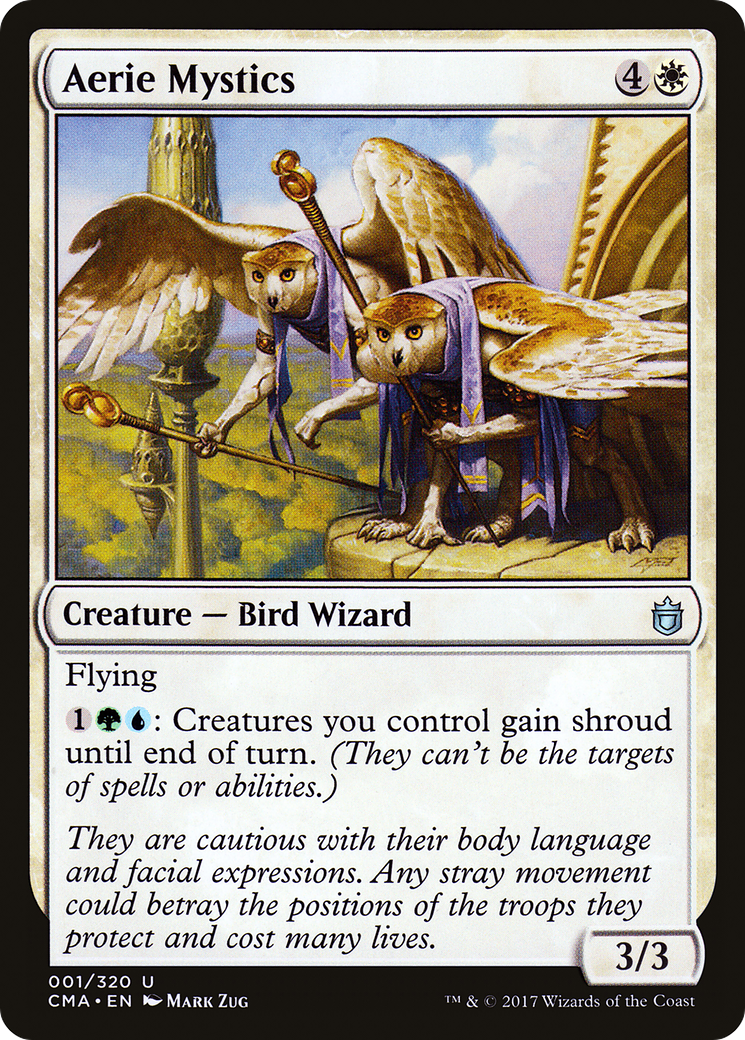 Aerie Mystics 4
Creature — Bird Wizard
Flying
1: Creatures you control gain shroud
until end of turn. (They can't be the targets
of spells or abilities.)
They are cautious with their body language
and facial expressions. Any stray movement
could betray the positions of the troops they
protect and cost many lives.
3/3
001/320 U
CMA • EN Mark Zug
™ & © 2017 Wizards of the Coast